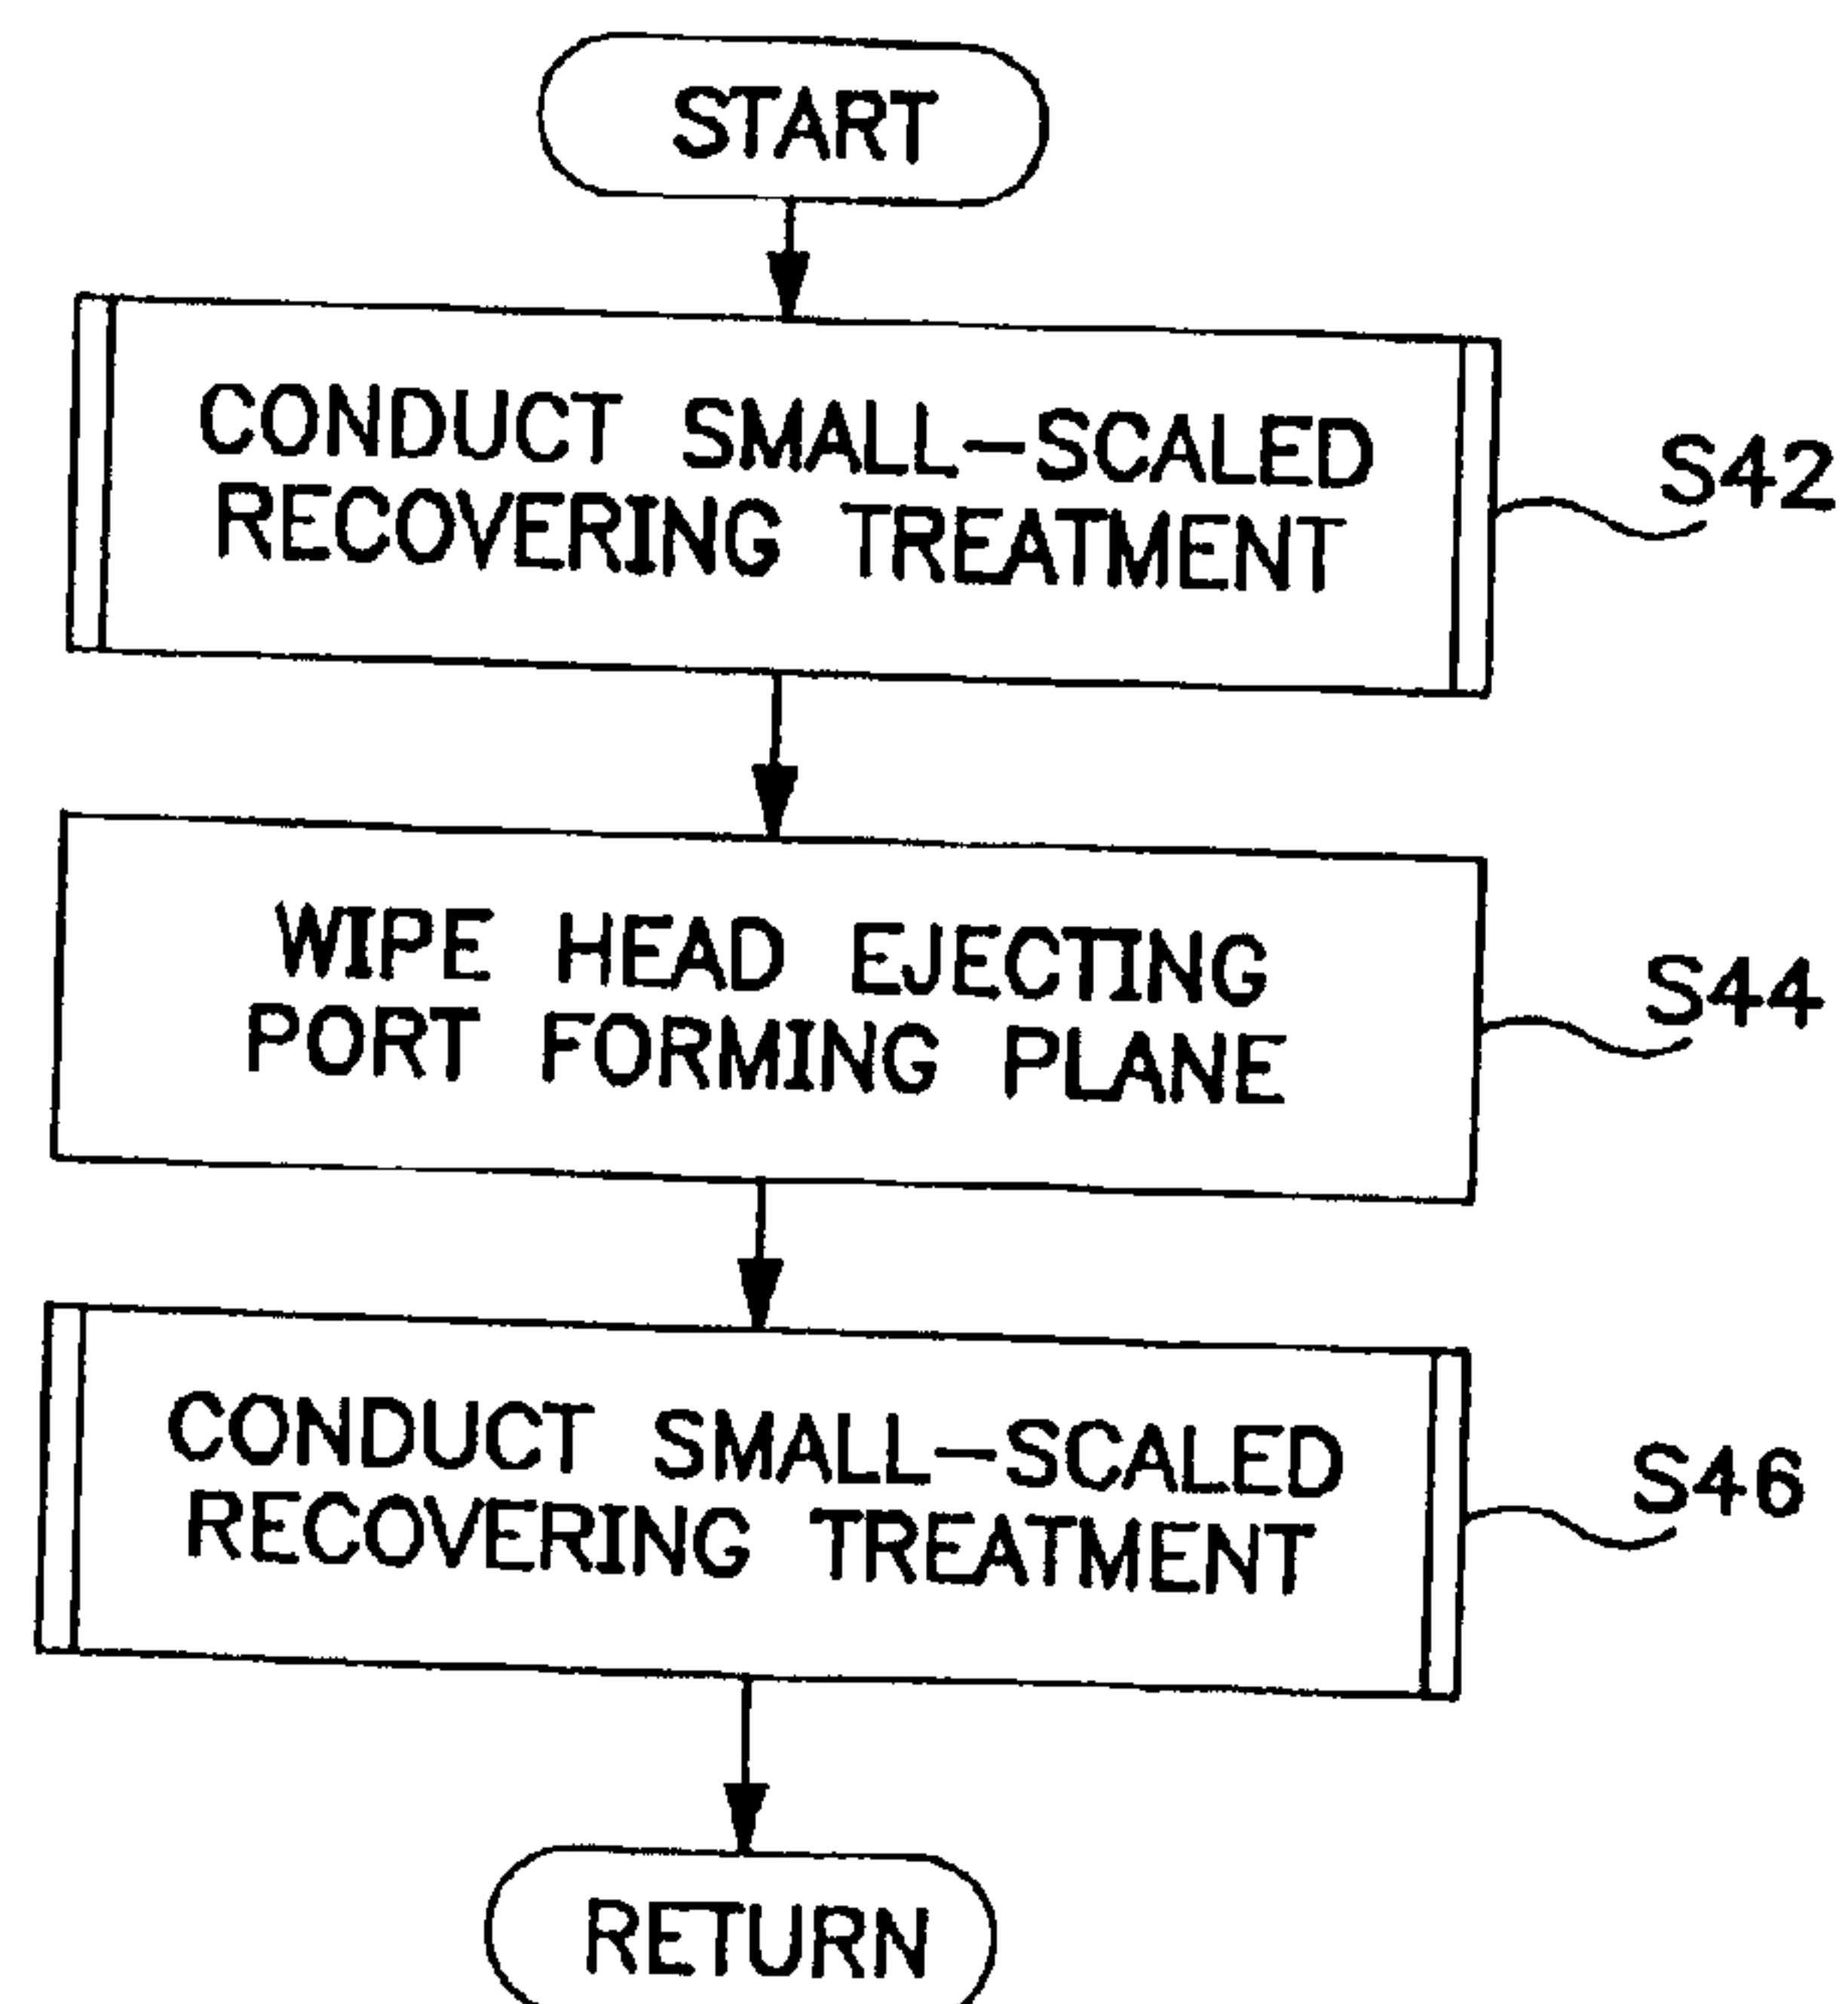 START
CONDUCT SMALL-SCALED
RECOVERING TREATMENT
S42
WIPE HEAD EJECTING
PORT FORMING PLANE
S44
CONDUCT SMALL-SCALED
RECOVERING TREATMENT
S46
RETURN